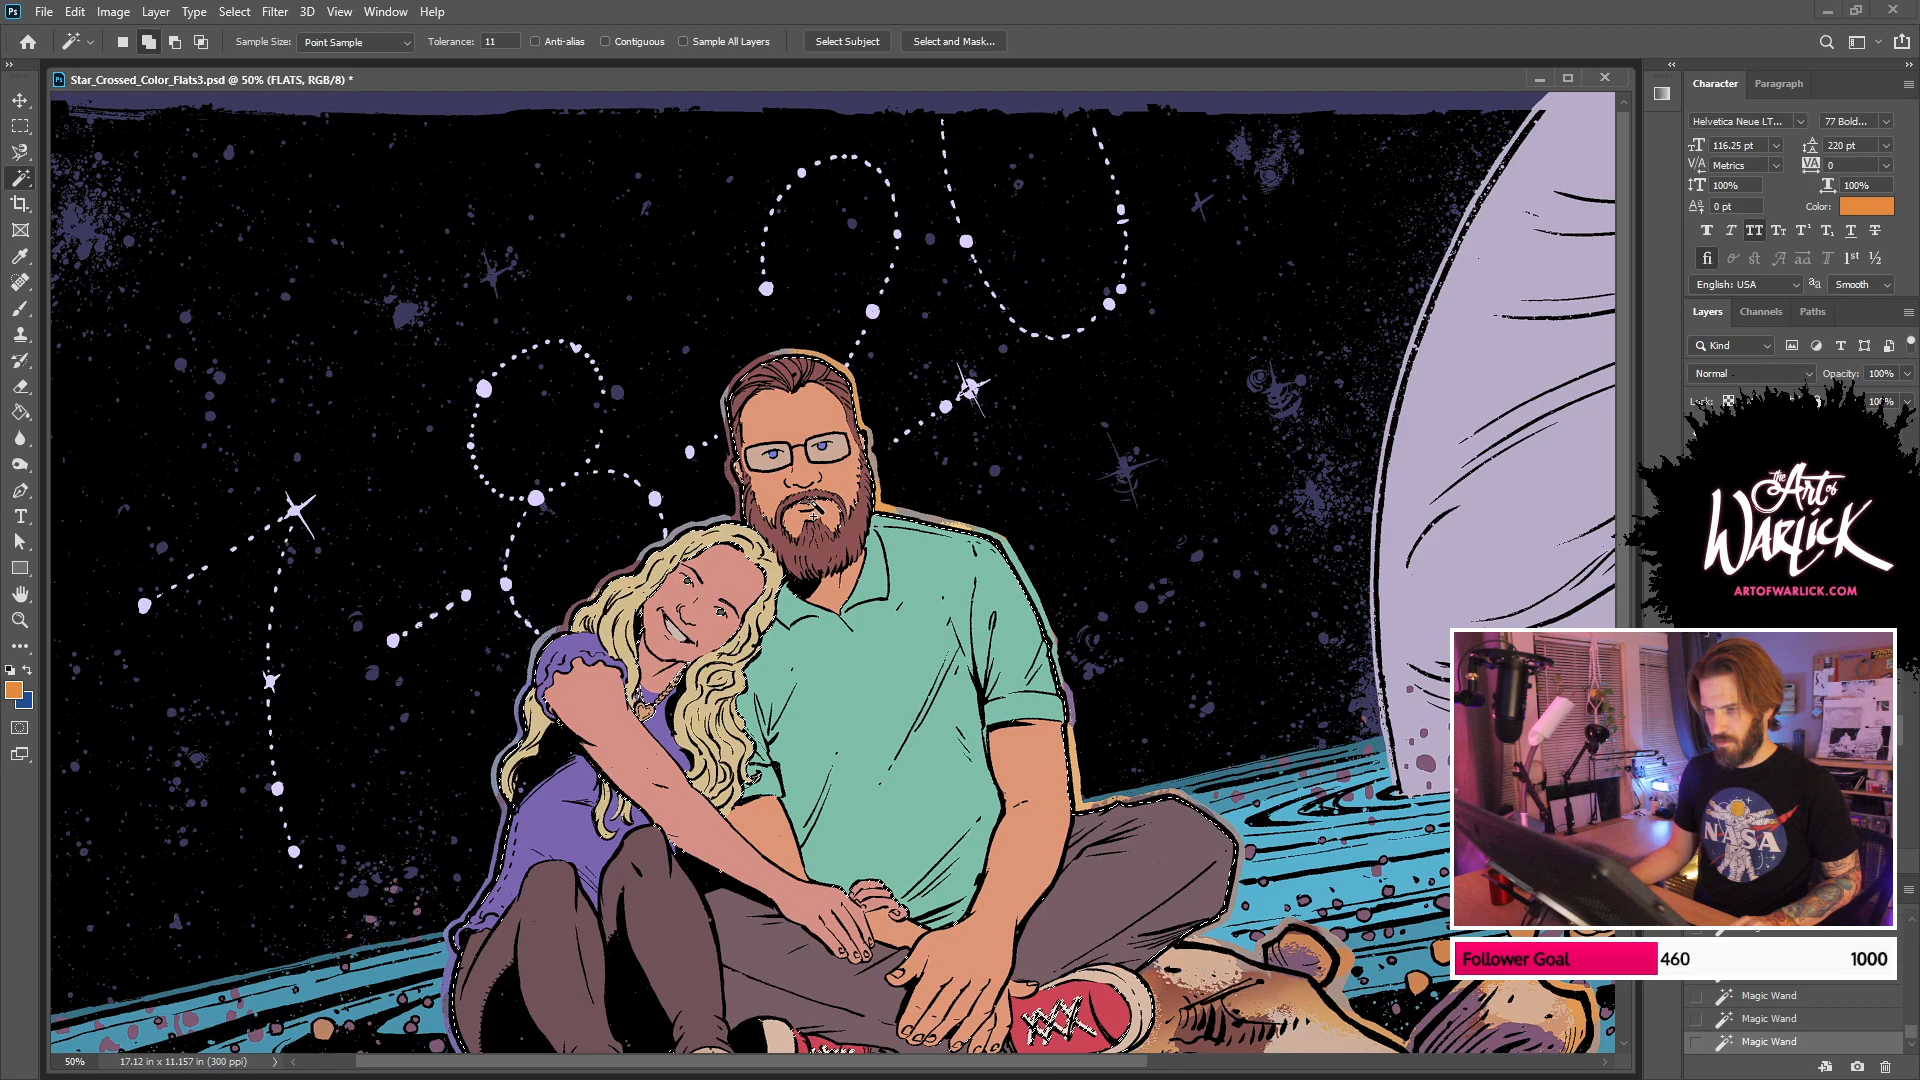 Ps File Edit Image Layer Type Select Filter 3D View Window Help
Sample Size: Point Sample Tolerance: 11 Anti-alias Contiguous Sample All Layers Select Subject Select and Mask...
Ps Star_Crossed_Color_Flats3.psd @ 50% (FLATS, RGB/8) *
Character Paragraph
Helvetica Neue LT... 77 Bold...
116.25 pt 220 pt
Metrics 0
100% 100%
0 pt Color:
English: USA Smooth
Layers Channels Paths
Kind
Normal Opacity: 100%
Lock: 100%
the Art of
Warlick
ARTOFWARLICK.COM
NASA
Follower Goal 460 1000
Magic Wand
Magic Wand
Magic Wand
50% 17.12 in x 11.157 in (300 ppi)